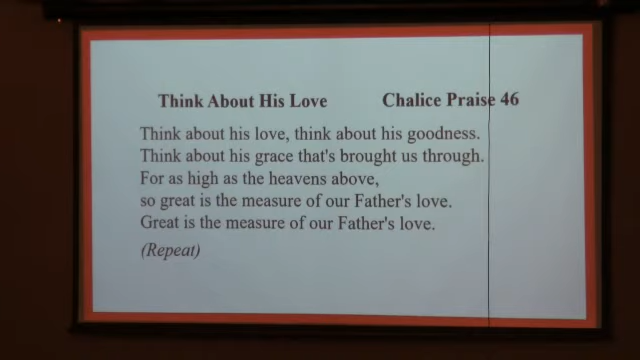 Think About His Love Chalice Praise 46
Think about his love, think about his goodness.
Think about his grace that's brought us through.
For as high as the heavens above,
so great is the measure of our Father's love.
Great is the measure of our Father's love.
(Repeat)